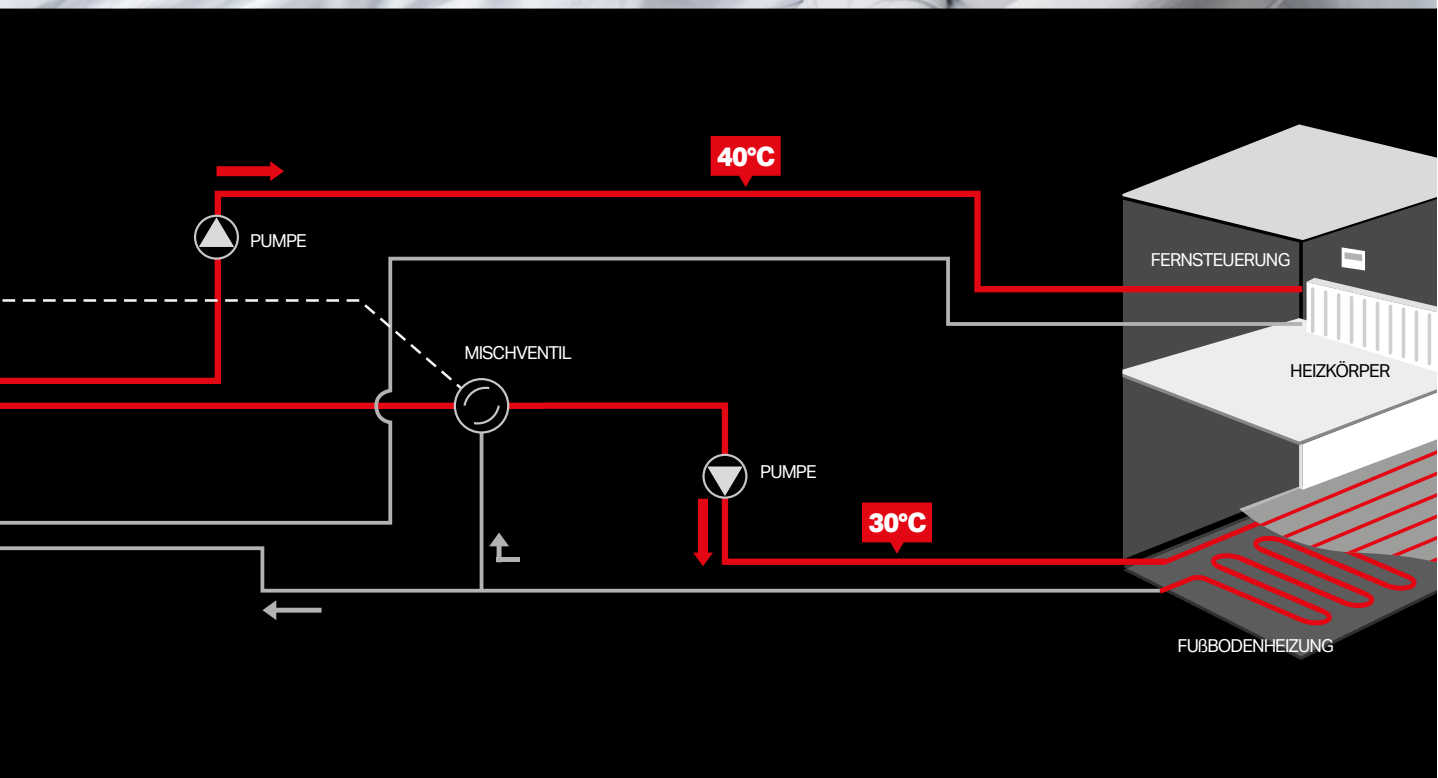 40°C
PUMPE
FERNSTEUERUNG
MISCHVENTIL
HEIZKÖRPER
PUMPE
30°C
FUßBODENHEIZUNG